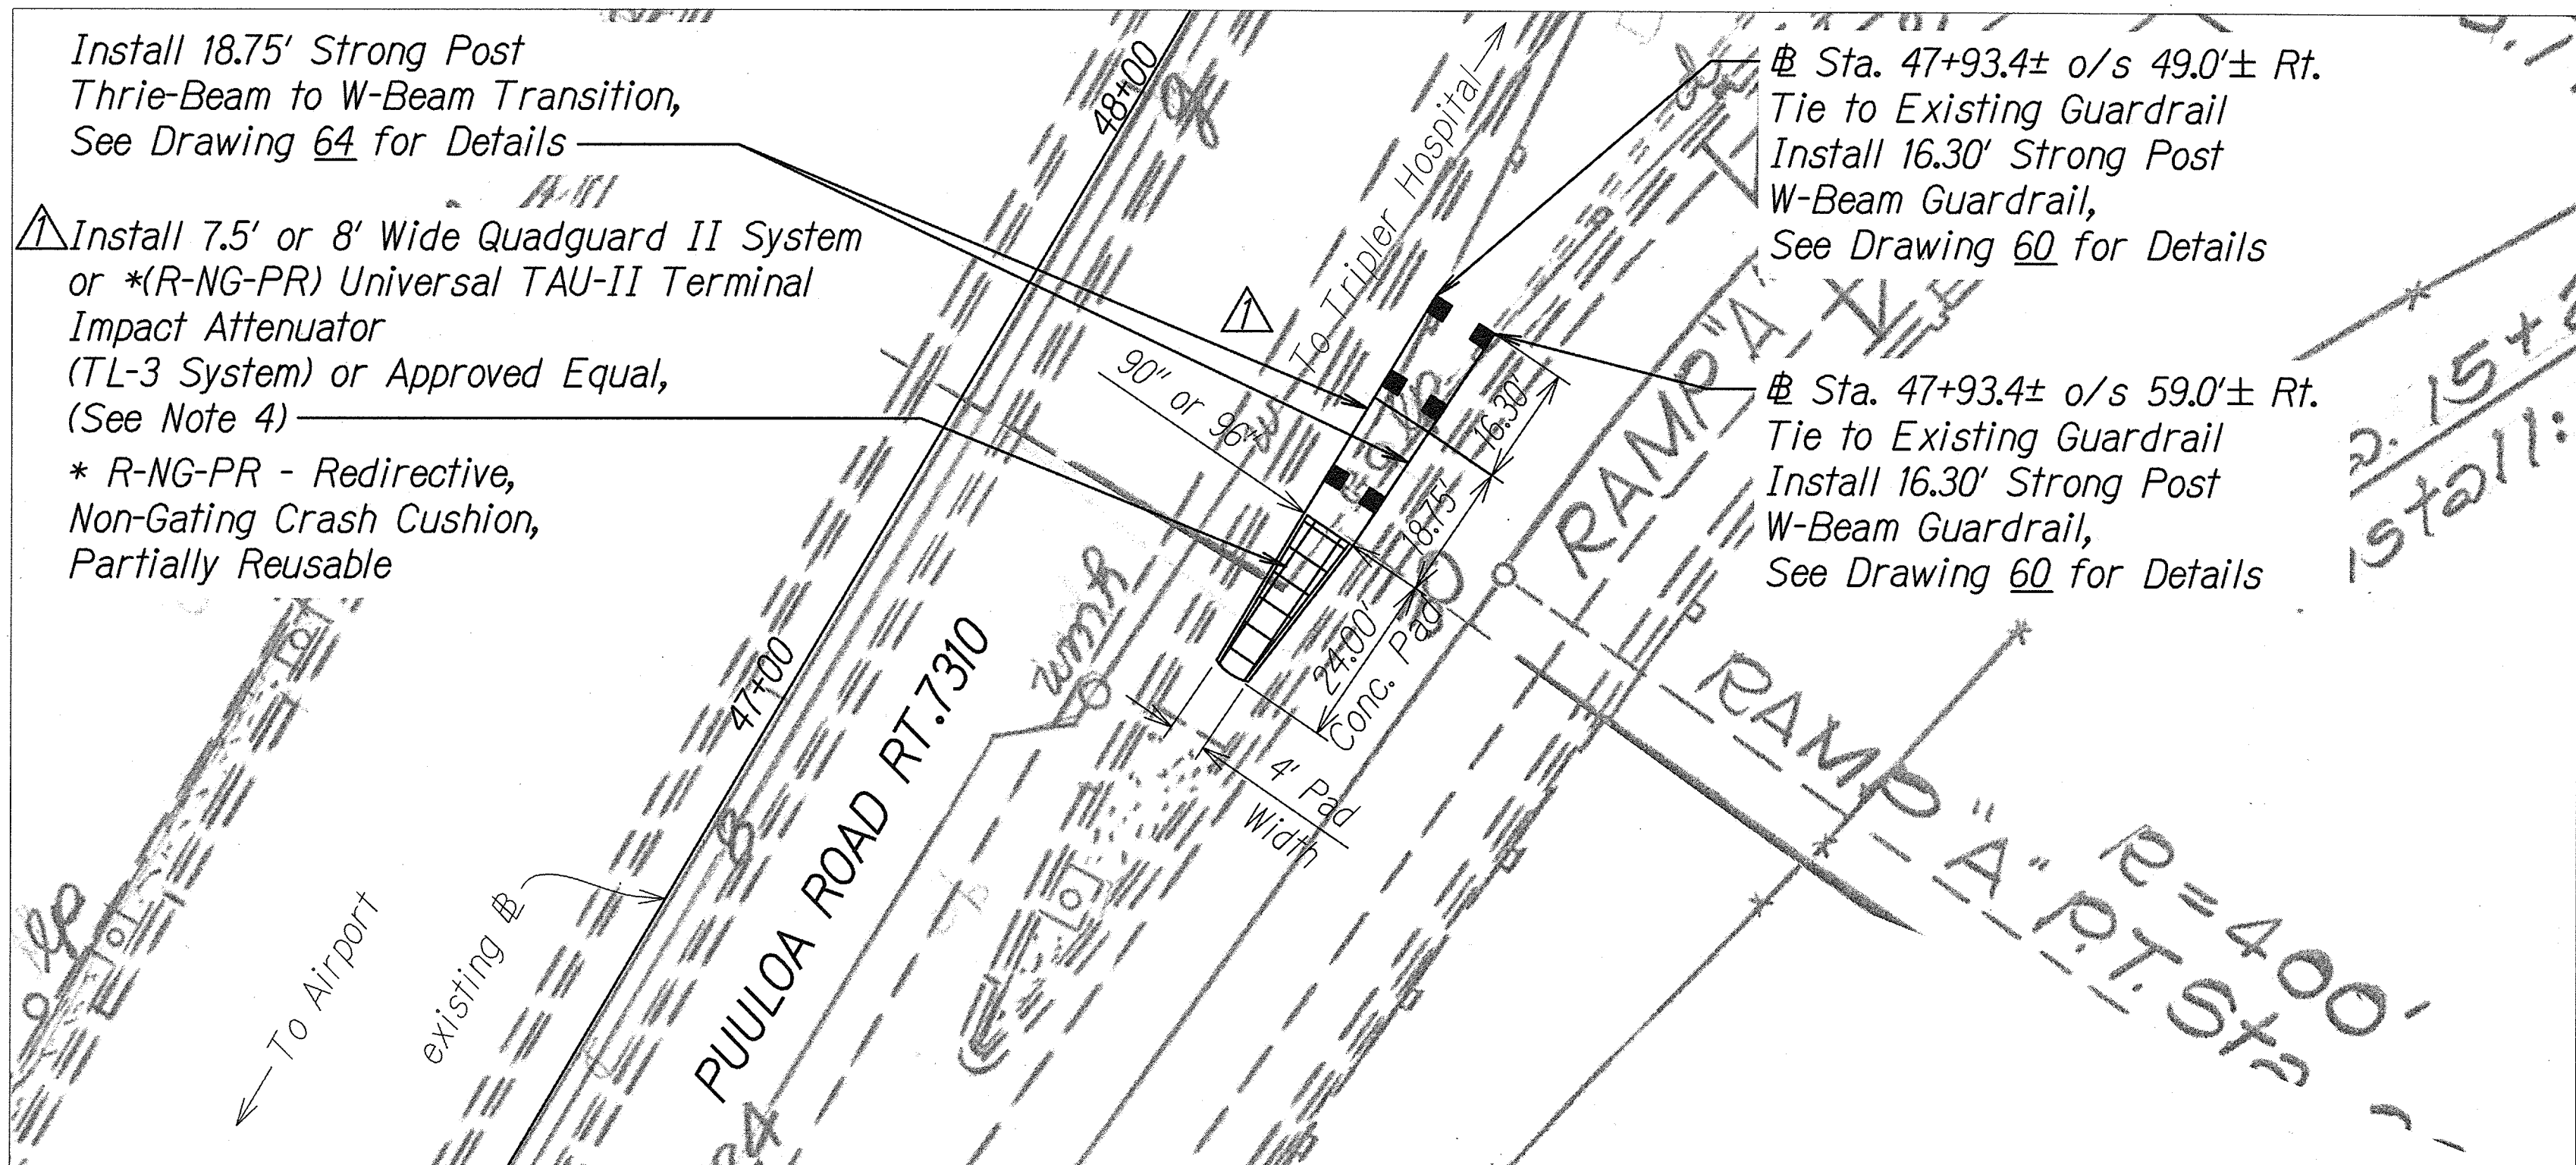 Install 18.75' Strong Post
Thrie-Beam to W-Beam Transition,
See Drawing 64 for Details
1 Install 7.5' or 8' Wide Quadguard II System
or *(R-NG-PR) Universal TAU-II Terminal
Impact Attenuator
(TL-3 System) or Approved Equal,
(See Note 4)
* R-NG-PR - Redirective,
Non-Gating Crash Cushion,
Partially Reusable
℄ Sta. 47+93.4± o/s 49.0'± Rt.
Tie to Existing Guardrail
Install 16.30' Strong Post
W-Beam Guardrail,
See Drawing 60 for Details
℄ Sta. 47+93.4± o/s 59.0'± Rt.
Tie to Existing Guardrail
Install 16.30' Strong Post
W-Beam Guardrail,
See Drawing 60 for Details
48+00
47+00
To Tripler Hospital
1
90" or 96"
16.30'
18.75'
24.00'
Conc. Pad
4' Pad
Width
PUULOA ROAD RT.7310
existing ℄
To Airport
wmh
RAMP "A"
RAMP "A" P.T. Sta
R=400'
15+
stall: